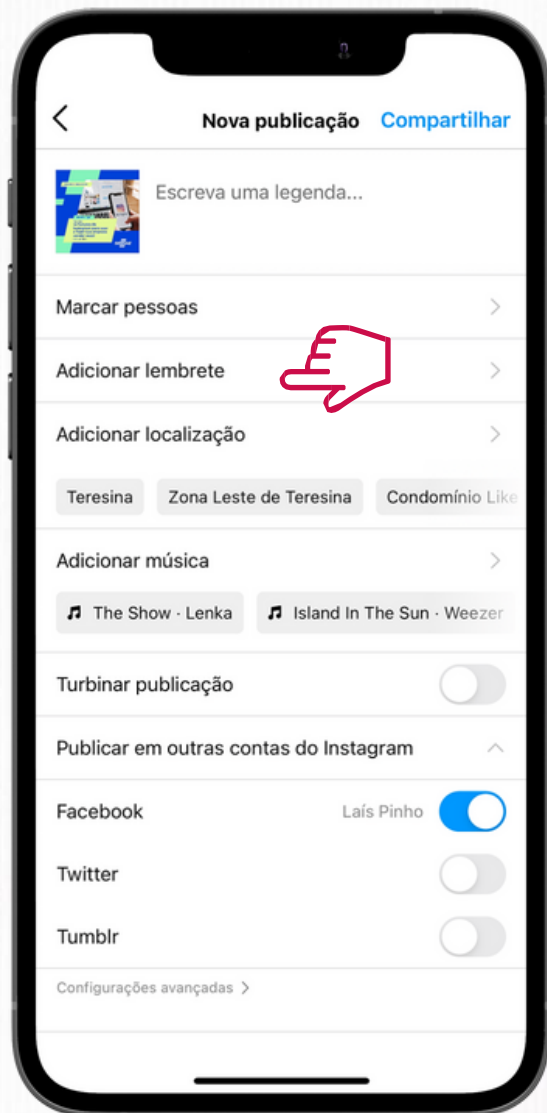 Nova publicação Compartilhar
Escreva uma legenda...
Marcar pessoas
Adicionar lembrete
Adicionar localização
Teresina Zona Leste de Teresina Condomínio Like
Adicionar música
The Show · Lenka Island In The Sun · Weezer
Turbinar publicação
Publicar em outras contas do Instagram
Facebook Laís Pinho
Twitter
Tumblr
Configurações avançadas >